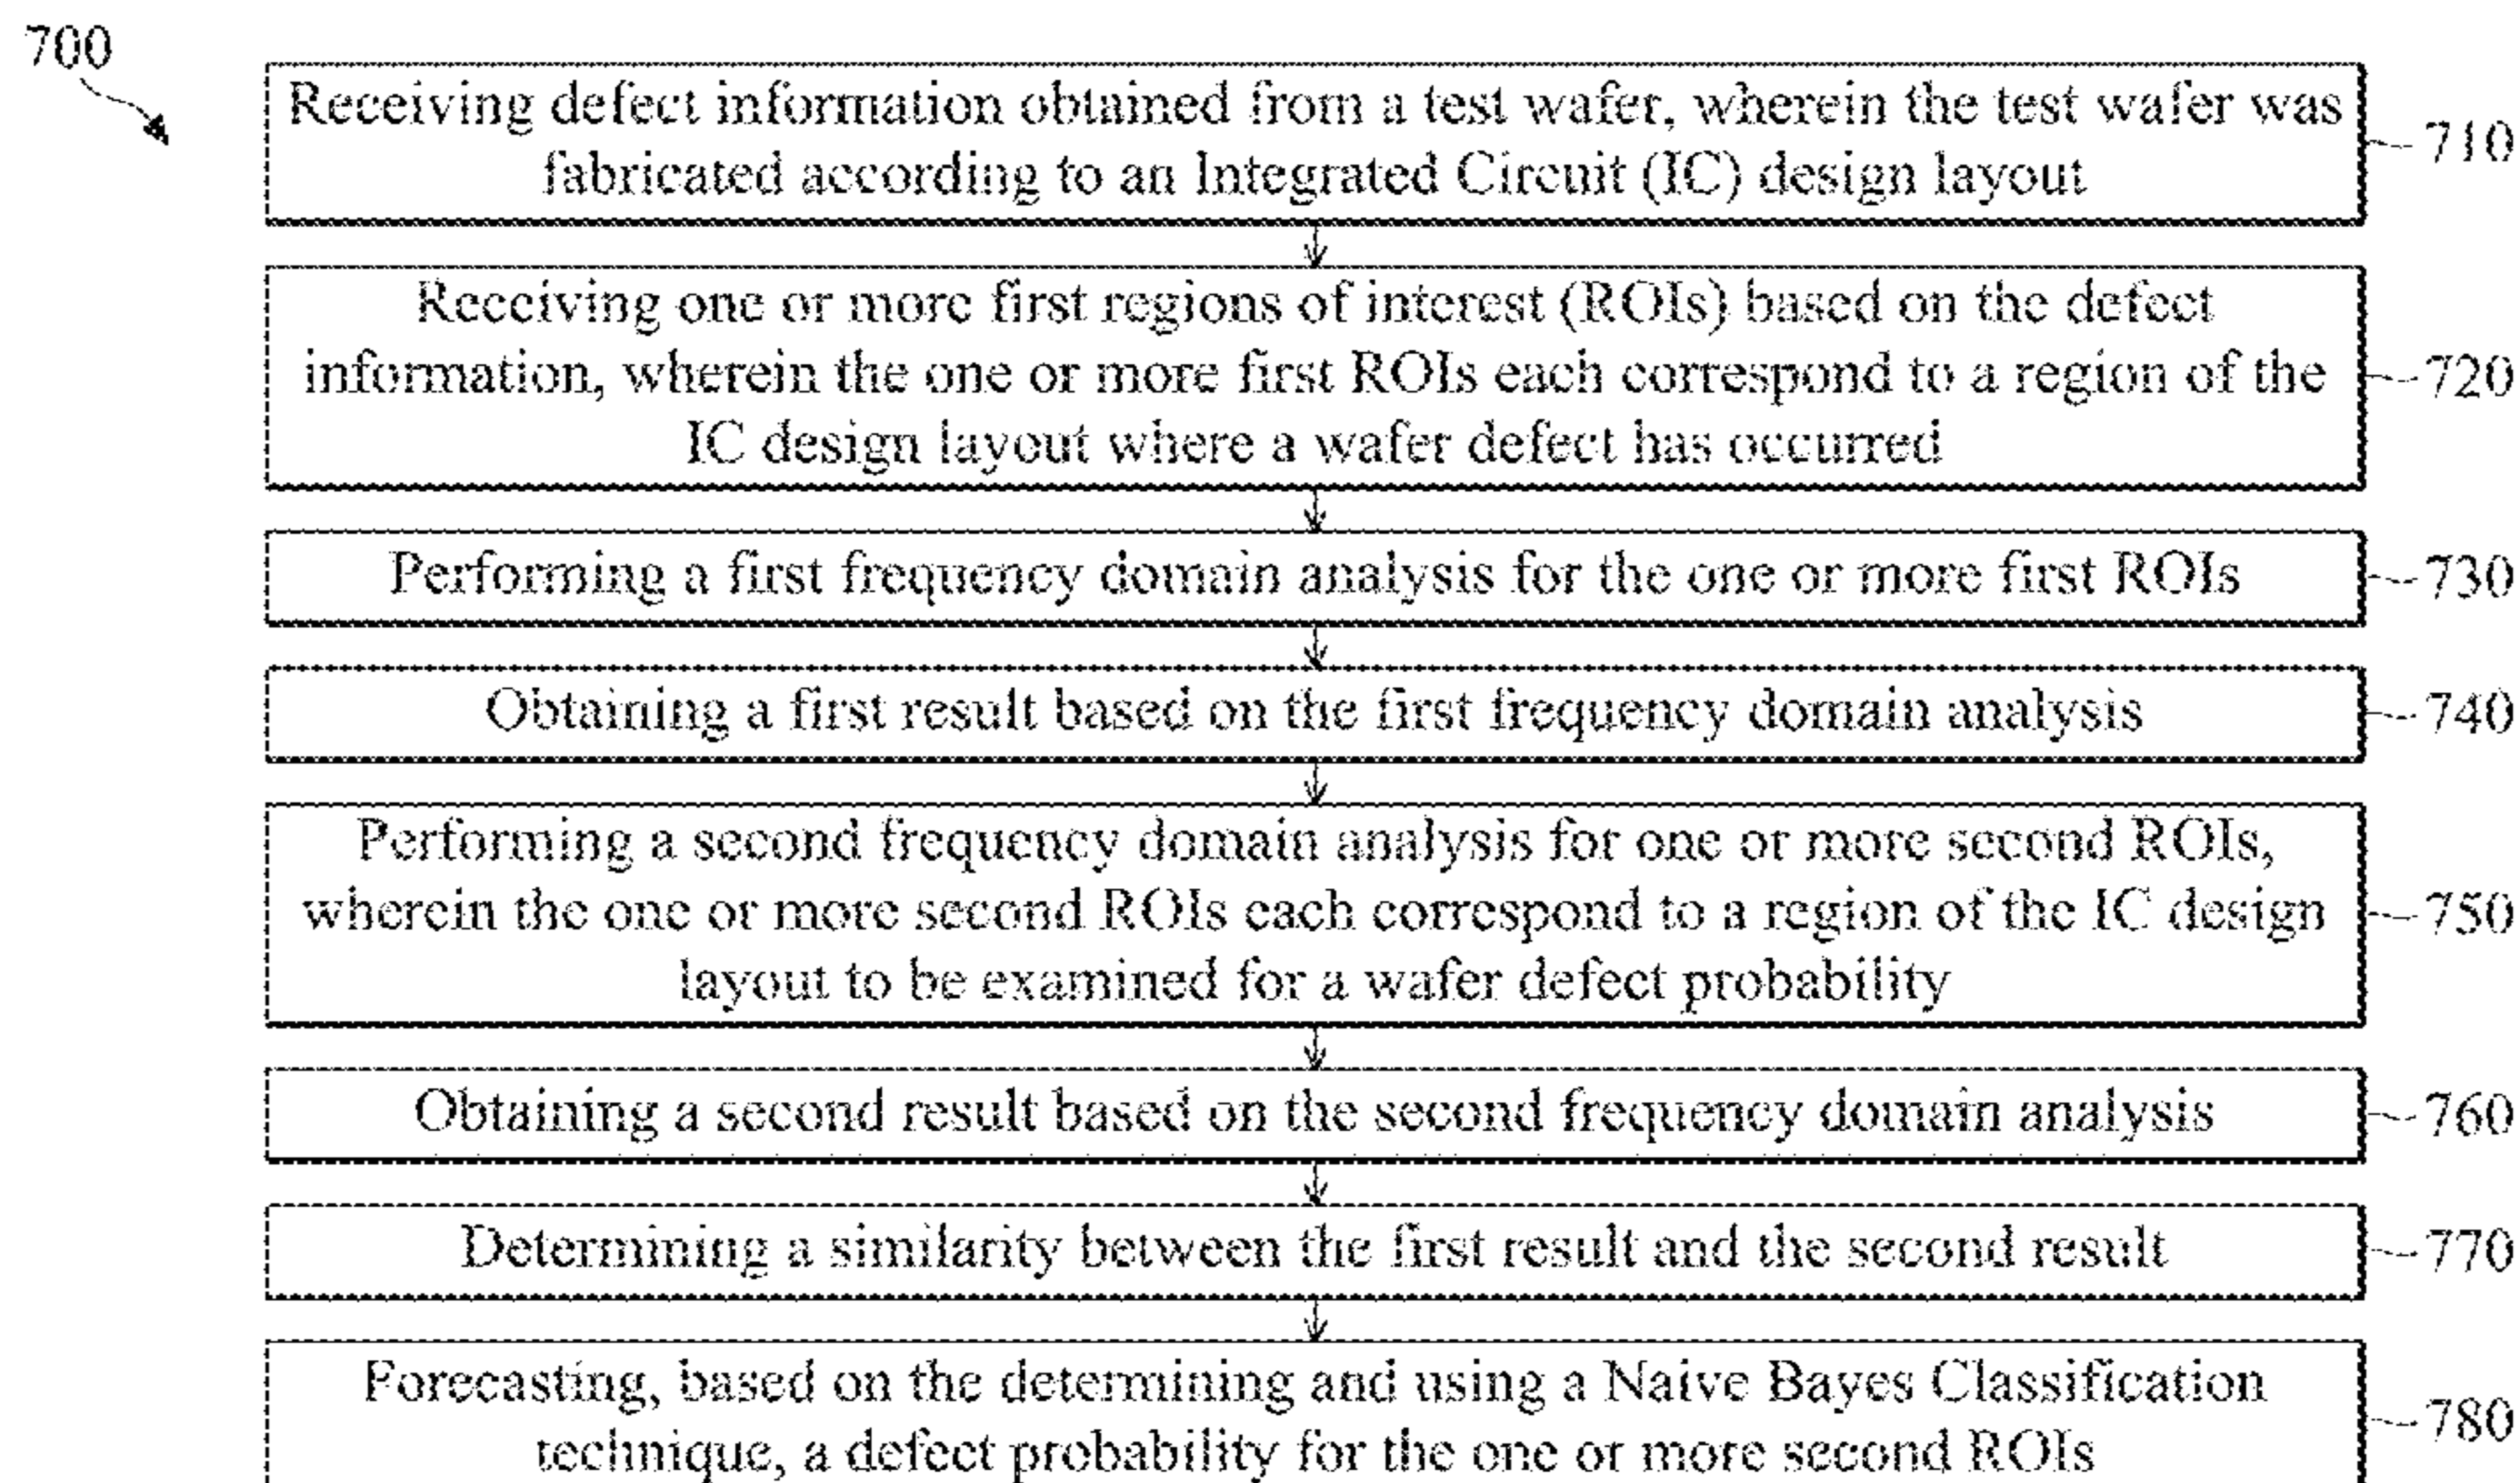 700
Receiving defect information obtained from a test wafer, wherein the test wafer was
fabricated according to an Integrated Circuit (IC) design layout
710
Receiving one or more first regions of interest (ROIs) based on the defect
information, wherein the one or more first ROIs each correspond to a region of the
IC design layout where a wafer defect has occurred
720
Performing a first frequency domain analysis for the one or more first ROIs
730
Obtaining a first result based on the first frequency domain analysis
740
Performing a second frequency domain analysis for one or more second ROIs,
wherein the one or more second ROIs each correspond to a region of the IC design
layout to be examined for a wafer defect probability
750
Obtaining a second result based on the second frequency domain analysis
760
Determining a similarity between the first result and the second result
770
Forecasting, based on the determining and using a Naive Bayes Classification
technique, a defect probability for the one or more second ROIs
780